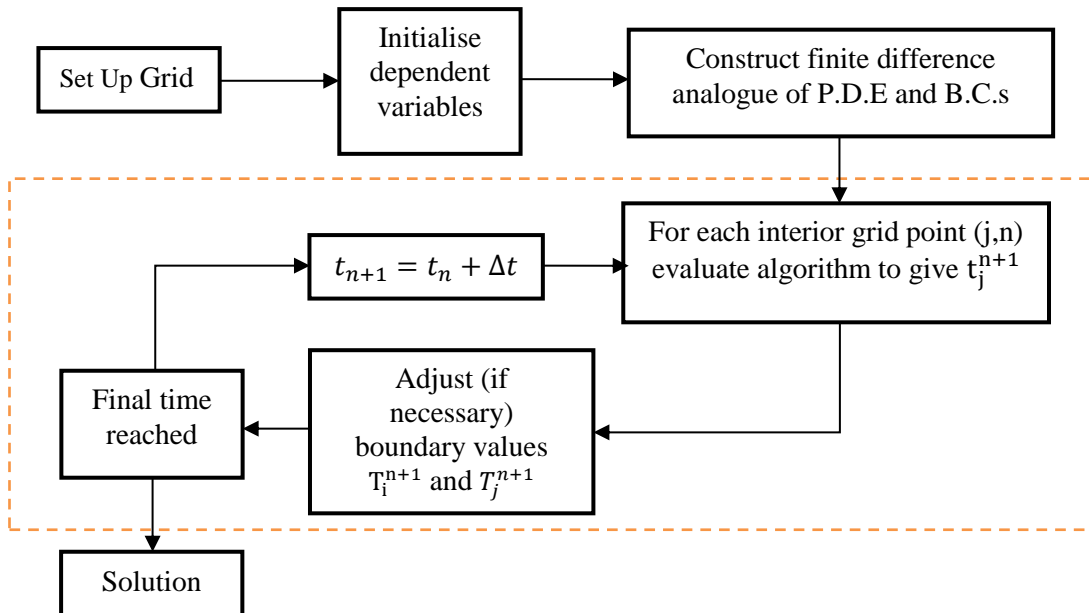 Set Up Grid
Initialise
dependent
variables
Construct finite difference
analogue of P.D.E and B.C.s
For each interior grid point (j,n)
evaluate algorithm to give t_j^{n+1}
t_{n+1} = t_n + Δt
Adjust (if
necessary)
boundary values
T_i^{n+1} and T_j^{n+1}
Final time
reached
Solution